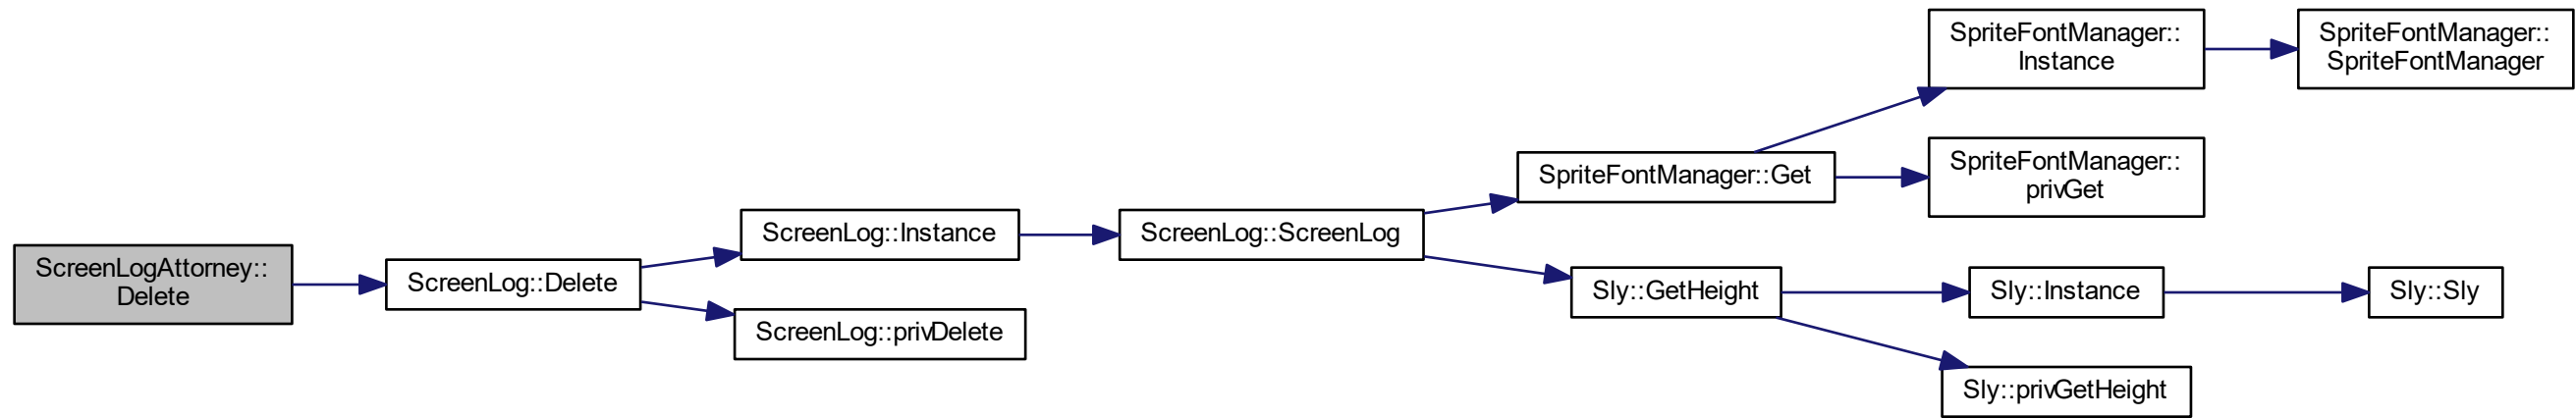 ScreenLogAttorney::
Delete
ScreenLog::Delete
ScreenLog::Instance
ScreenLog::privDelete
ScreenLog::ScreenLog
SpriteFontManager::Get
Sly::GetHeight
SpriteFontManager::
Instance
SpriteFontManager::
privGet
Sly::Instance
Sly::privGetHeight
SpriteFontManager::
SpriteFontManager
Sly::Sly